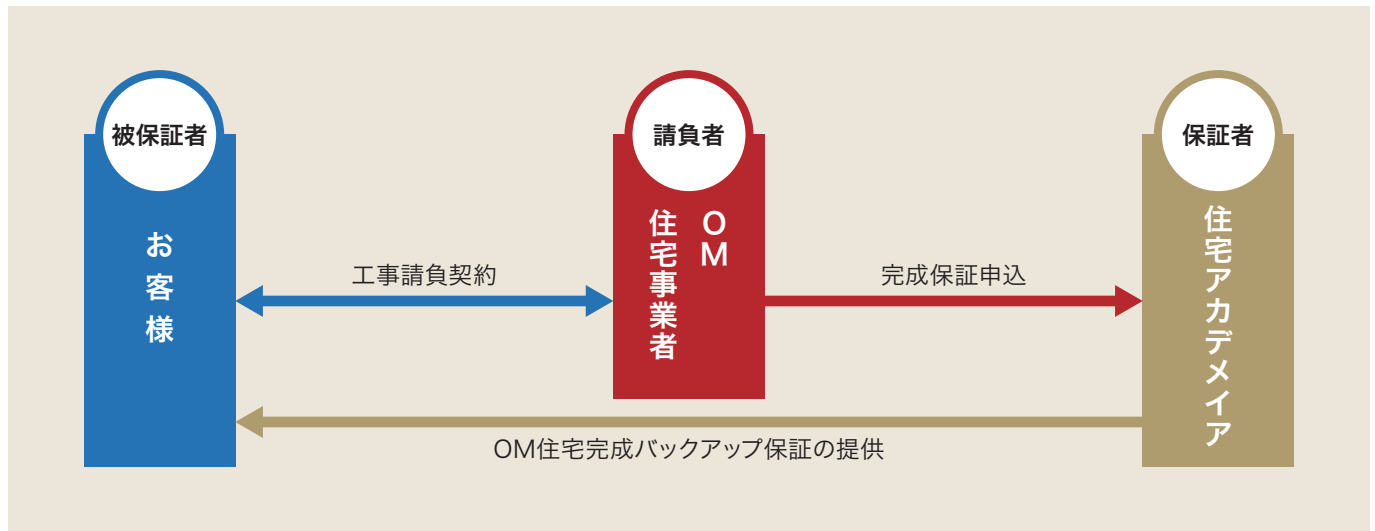 被保証者
お客様
工事請負契約
請負者
OM
住宅事業者
完成保証申込
保証者
住宅アカデメイア
OM住宅完成バックアップ保証の提供